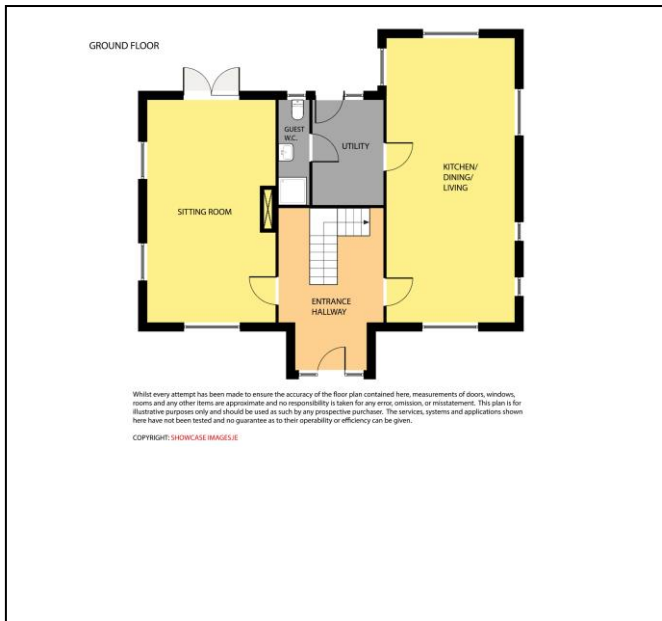 GROUND FLOOR
GUEST
W.C.
UTILITY
KITCHEN/
DINING/
LIVING
SITTING ROOM
ENTRANCE
HALLWAY
Whilst every attempt has been made to ensure the accuracy of the floor plan contained here, measurements of doors, windows,
rooms and any other items are approximate and no responsibility is taken for any error, omission, or misstatement. This plan is for
illustrative purposes only and should be used as such by any prospective purchaser. The services, systems and applications shown
here have not been tested and no guarantee as to their operability or efficiency can be given.
COPYRIGHT: SHOWCASE IMAGES.IE